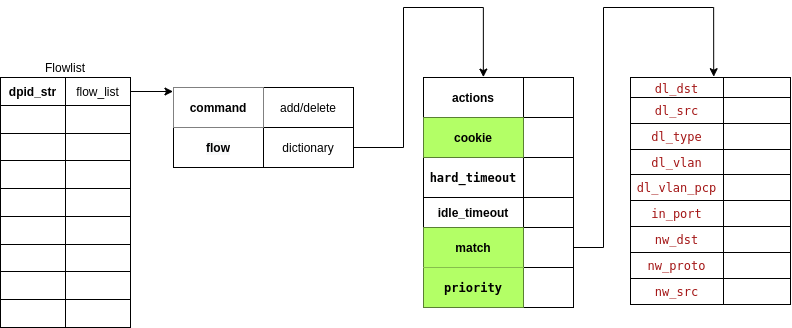 Flowlist
dpid_str flow_list
command add/delete
flow dictionary
actions
cookie
hard_timeout
idle_timeout
match
priority
dl_dst
dl_src
dl_type
dl_vlan
dl_vlan_pcp
in_port
nw_dst
nw_proto
nw_src